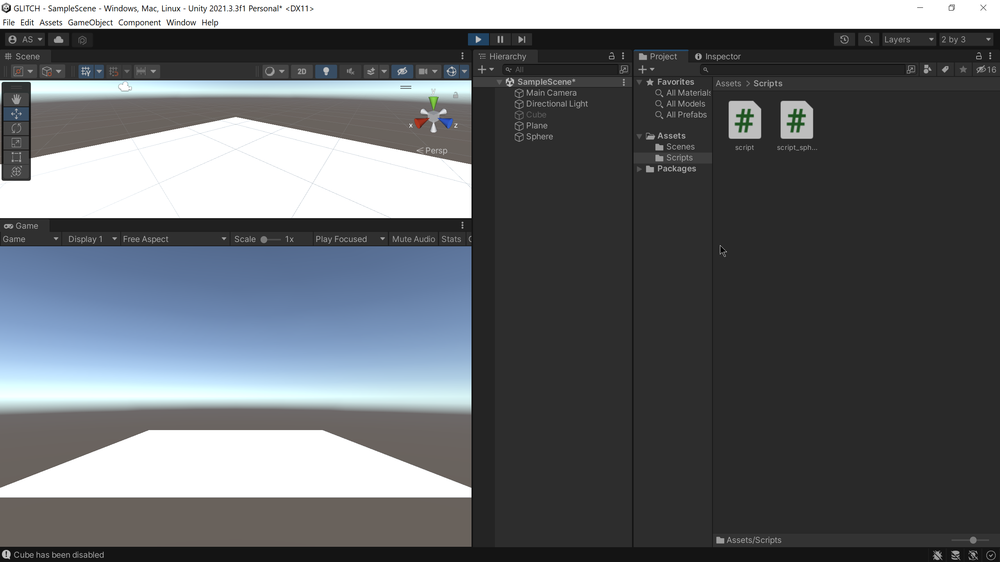 GLITCH - SampleScene - Windows, Mac, Linux - Unity 2021.3.3f1 Personal* <DX11>
File Edit Assets GameObject Component Window Help
AS
Layers
2 by 3
Scene
2D
y
x
z
Persp
Game
Game
Display 1
Free Aspect
Scale
1x
Play Focused
Mute Audio
Stats
Hierarchy
All
SampleScene*
Main Camera
Directional Light
Cube
Plane
Sphere
Project
Inspector
16
Favorites
All Materials
All Models
All Prefabs
Assets
Scenes
Scripts
Packages
Assets > Scripts
script
script_sph...
Assets/Scripts
Cube has been disabled